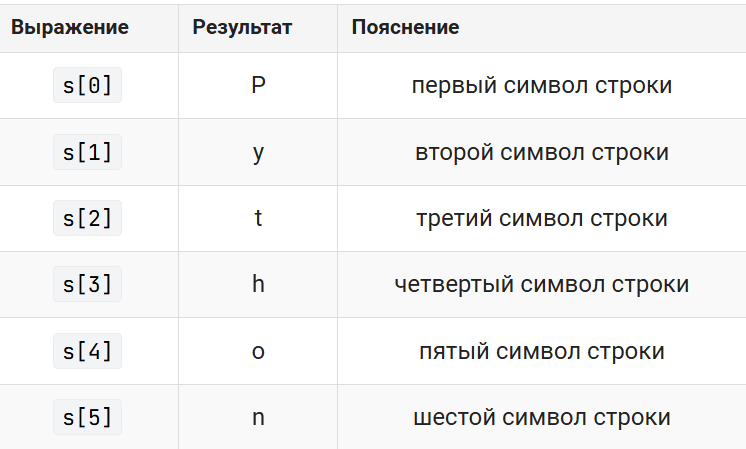 Выражение Результат Пояснение
s[0] P первый символ строки
s[1] y второй символ строки
s[2] t третий символ строки
s[3] h четвертый символ строки
s[4] o пятый символ строки
s[5] n шестой символ строки